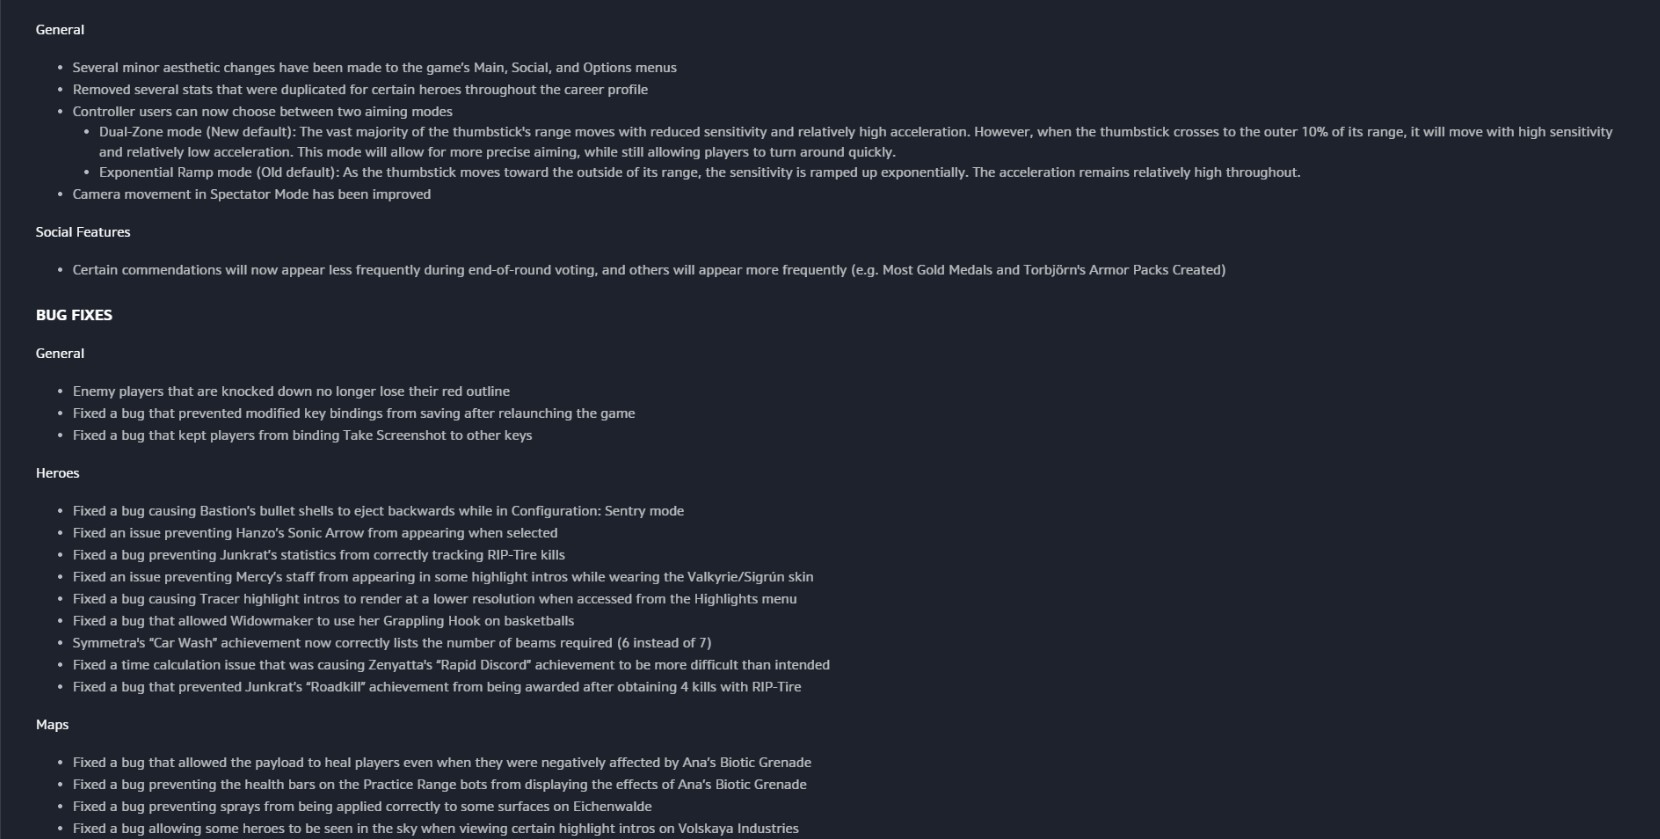 General
• Several minor aesthetic changes have been made to the game's Main, Social, and Options menus
• Removed several stats that were duplicated for certain heroes throughout the career profile
• Controller users can now choose between two aiming modes
• Dual-Zone mode (New default): The vast majority of the thumbstick's range moves with reduced sensitivity and relatively high acceleration. However, when the thumbstick crosses to the outer 10% of its range, it will move with high sensitivity
and relatively low acceleration. This mode will allow for more precise aiming, while still allowing players to turn around quickly.
• Exponential Ramp mode (Old default): As the thumbstick moves toward the outside of its range, the sensitivity is ramped up exponentially. The acceleration remains relatively high throughout.
• Camera movement in Spectator Mode has been improved
Social Features
• Certain commendations will now appear less frequently during end-of-round voting, and others will appear more frequently (e.g. Most Gold Medals and Torbjörn's Armor Packs Created)
BUG FIXES
General
• Enemy players that are knocked down no longer lose their red outline
• Fixed a bug that prevented modified key bindings from saving after relaunching the game
• Fixed a bug that kept players from binding Take Screenshot to other keys
Heroes
• Fixed a bug causing Bastion's bullet shells to eject backwards while in Configuration: Sentry mode
• Fixed an issue preventing Hanzo's Sonic Arrow from appearing when selected
• Fixed a bug preventing Junkrat's statistics from correctly tracking RIP-Tire kills
• Fixed an issue preventing Mercy's staff from appearing in some highlight intros while wearing the Valkyrie/Sigrún skin
• Fixed a bug causing Tracer highlight intros to render at a lower resolution when accessed from the Highlights menu
• Fixed a bug that allowed Widowmaker to use her Grappling Hook on basketballs
• Symmetra's “Car Wash” achievement now correctly lists the number of beams required (6 instead of 7)
• Fixed a time calculation issue that was causing Zenyatta's “Rapid Discord” achievement to be more difficult than intended
• Fixed a bug that prevented Junkrat's “Roadkill” achievement from being awarded after obtaining 4 kills with RIP-Tire
Maps
• Fixed a bug that allowed the payload to heal players even when they were negatively affected by Ana's Biotic Grenade
• Fixed a bug preventing the health bars on the Practice Range bots from displaying the effects of Ana's Biotic Grenade
• Fixed a bug preventing sprays from being applied correctly to some surfaces on Eichenwalde
• Fixed a bug allowing some heroes to be seen in the sky when viewing certain highlight intros on Volskaya Industries